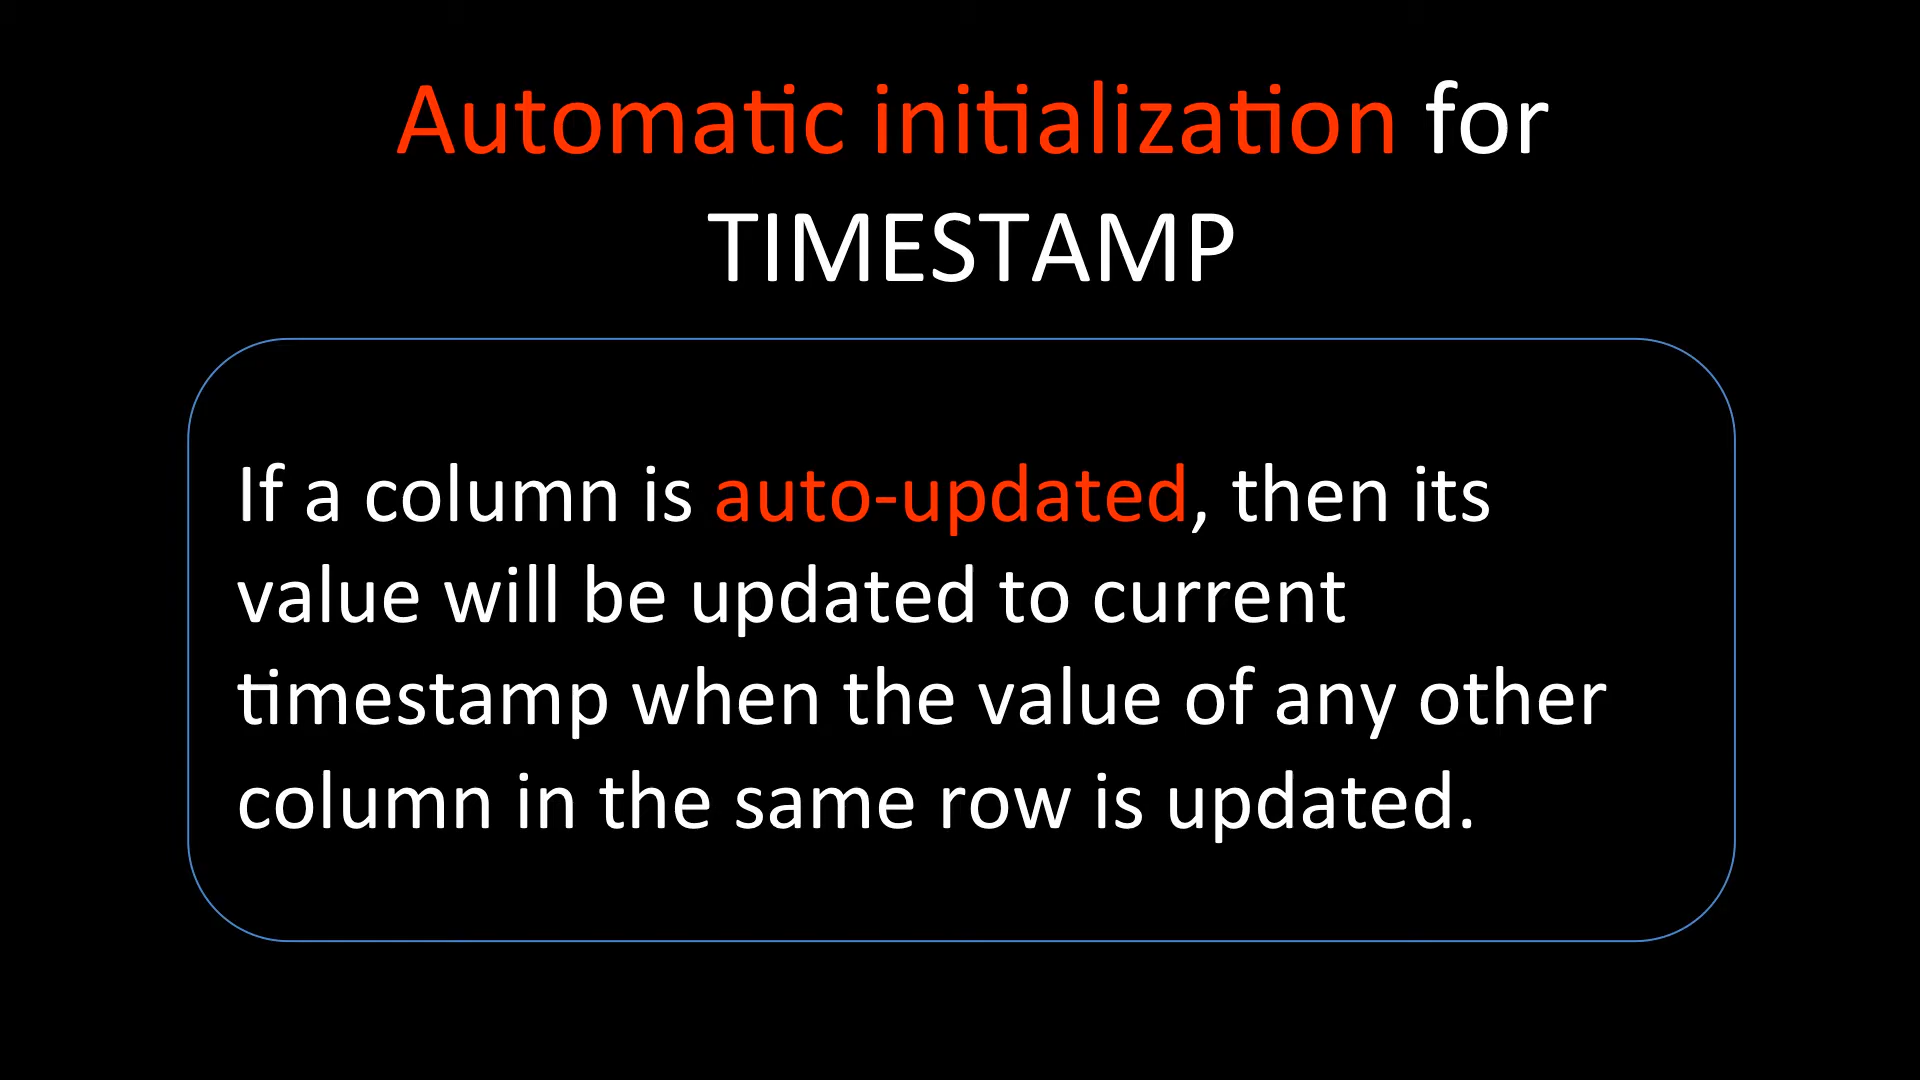 Automatic initialization for
TIMESTAMP
If a column is auto-updated, then its
value will be updated to current
timestamp when the value of any other
column in the same row is updated.